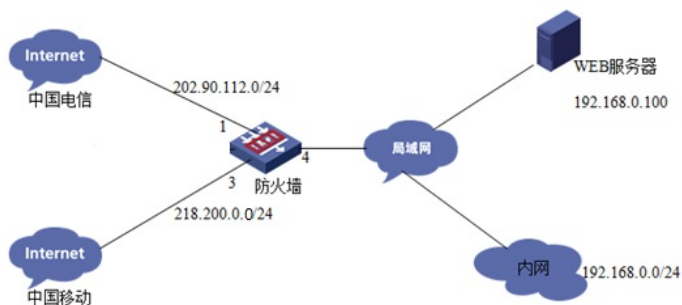 Internet
中国电信
202.90.112.0/24
1
WEB服务器
192.168.0.100
4
局域网
3
防火墙
218.200.0.0/24
Internet
中国移动
内网
192.168.0.0/24